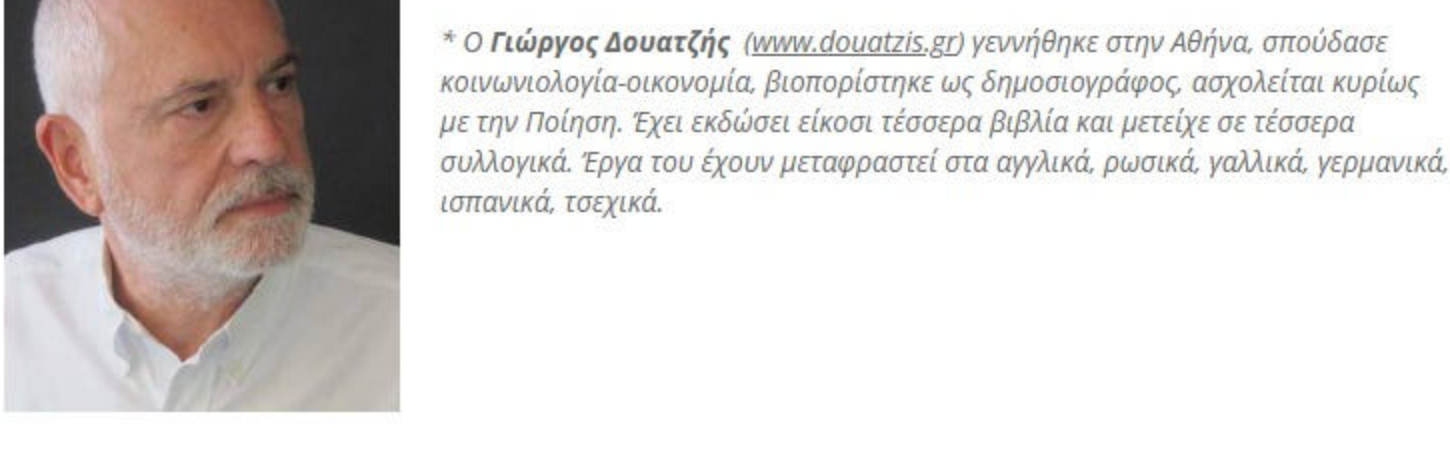 * Ο Γιώργος Δουατζής (www.douatzis.gr) γεννήθηκε στην Αθήνα, σπούδασε
κοινωνιολογία-οικονομία, βιοπορίστηκε ως δημοσιογράφος, ασχολείται κυρίως
με την Ποίηση. Έχει εκδώσει είκοσι τέσσερα βιβλία και μετείχε σε τέσσερα
συλλογικά. Έργα του έχουν μεταφραστεί στα αγγλικά, ρωσικά, γαλλικά, γερμανικά,
ισπανικά, τσεχικά.